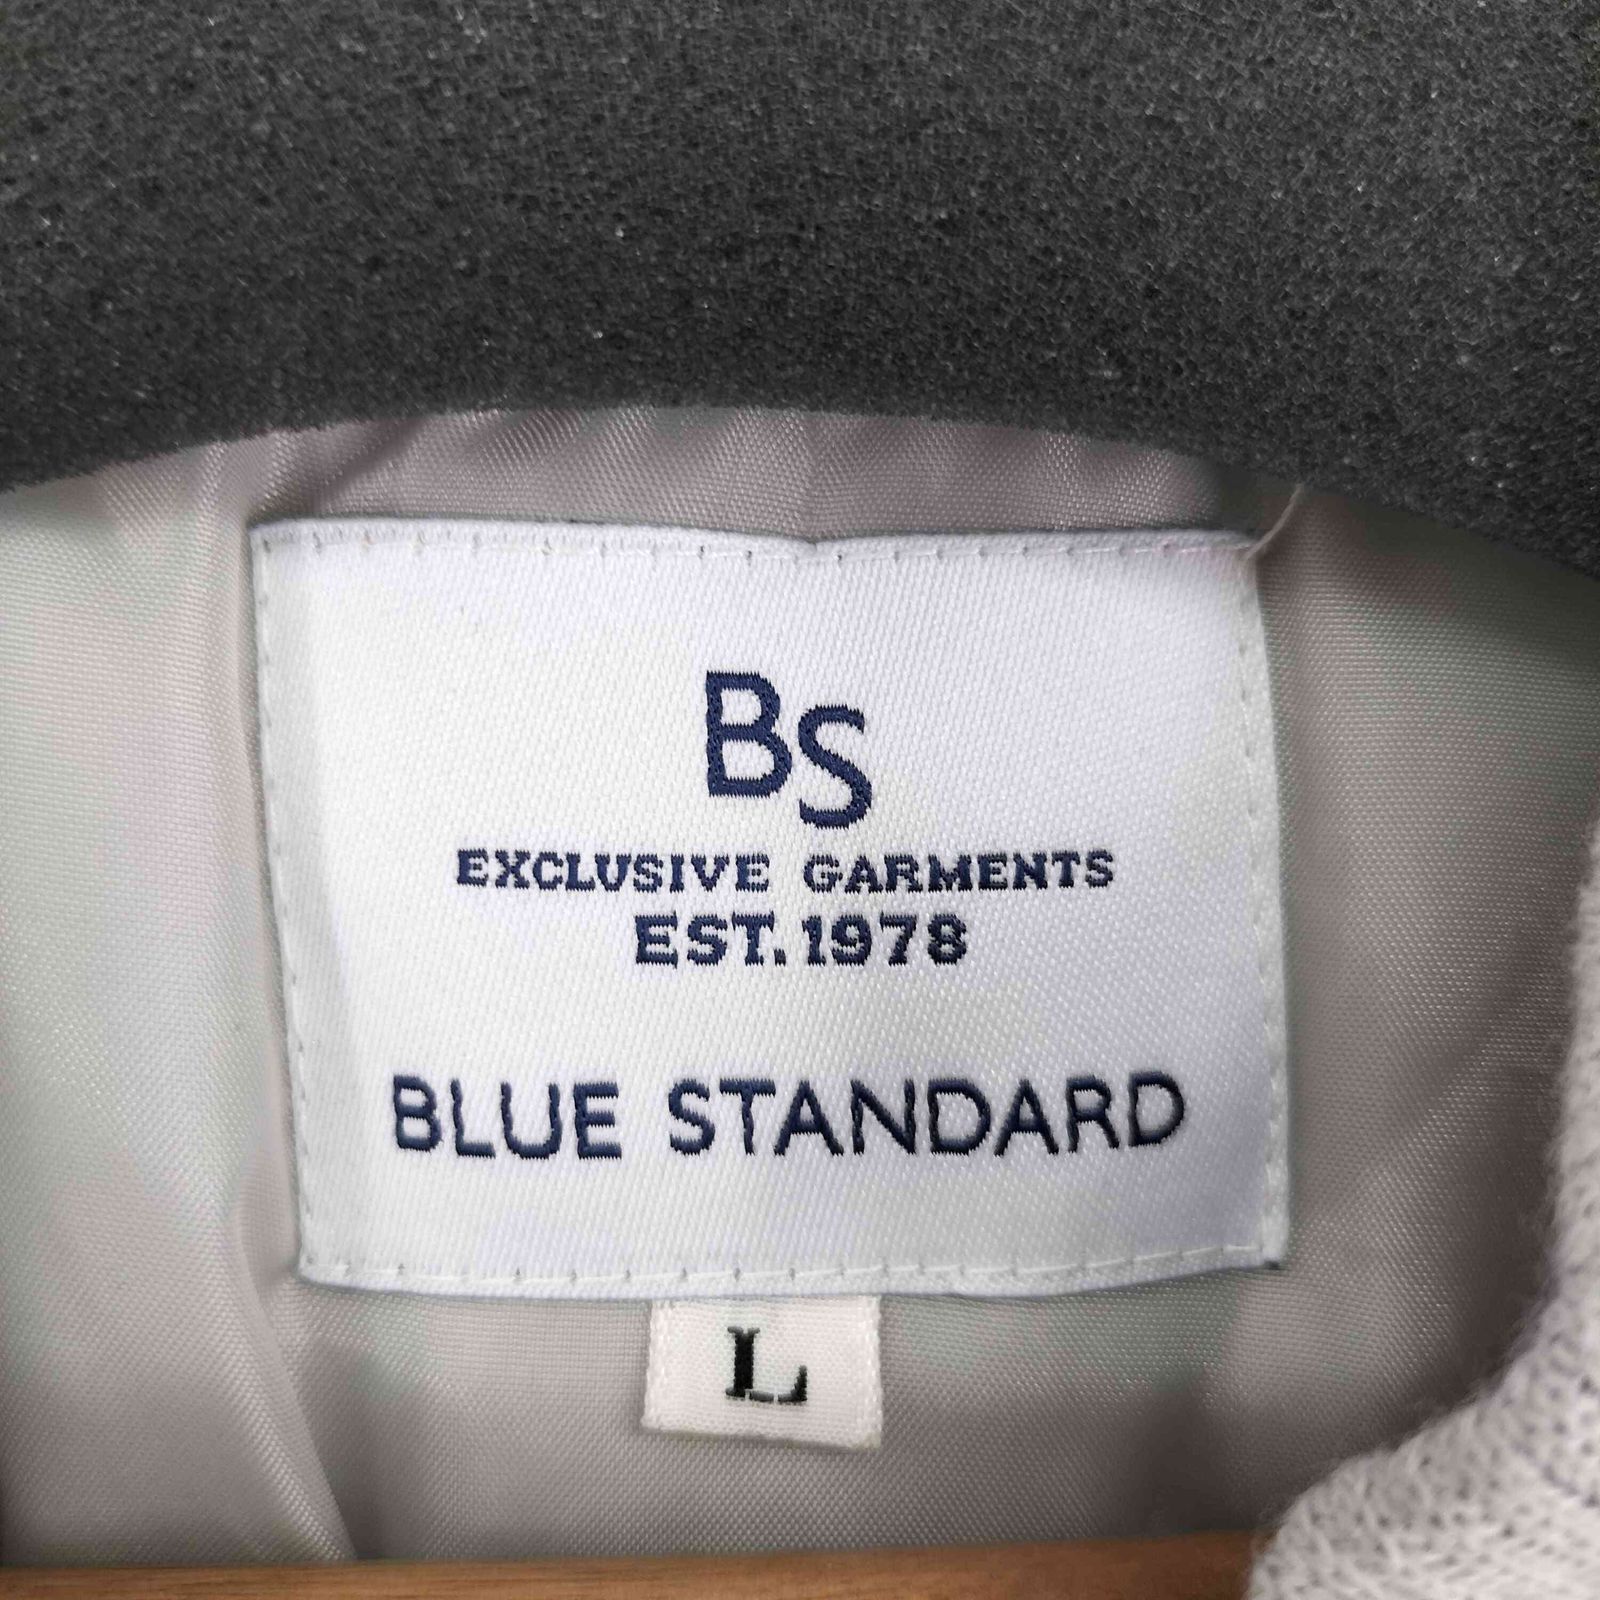 BS
EXCLUSIVE GARMENTS
EST. 1978
BLUE STANDARD
L